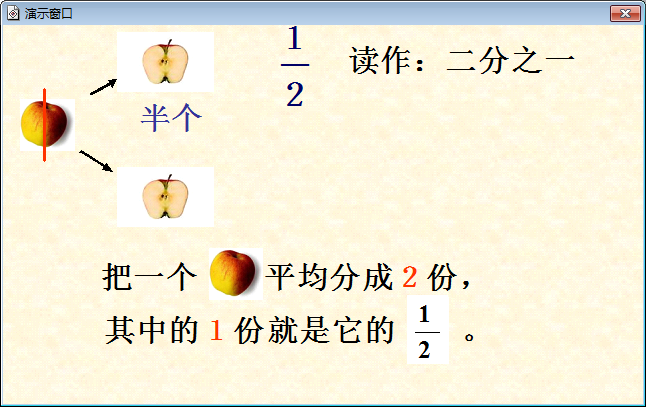 演示窗口
1/2 读作：二分之一
半个
把一个 平均分成 2 份，
其中的 1 份就是它的 1/2 。